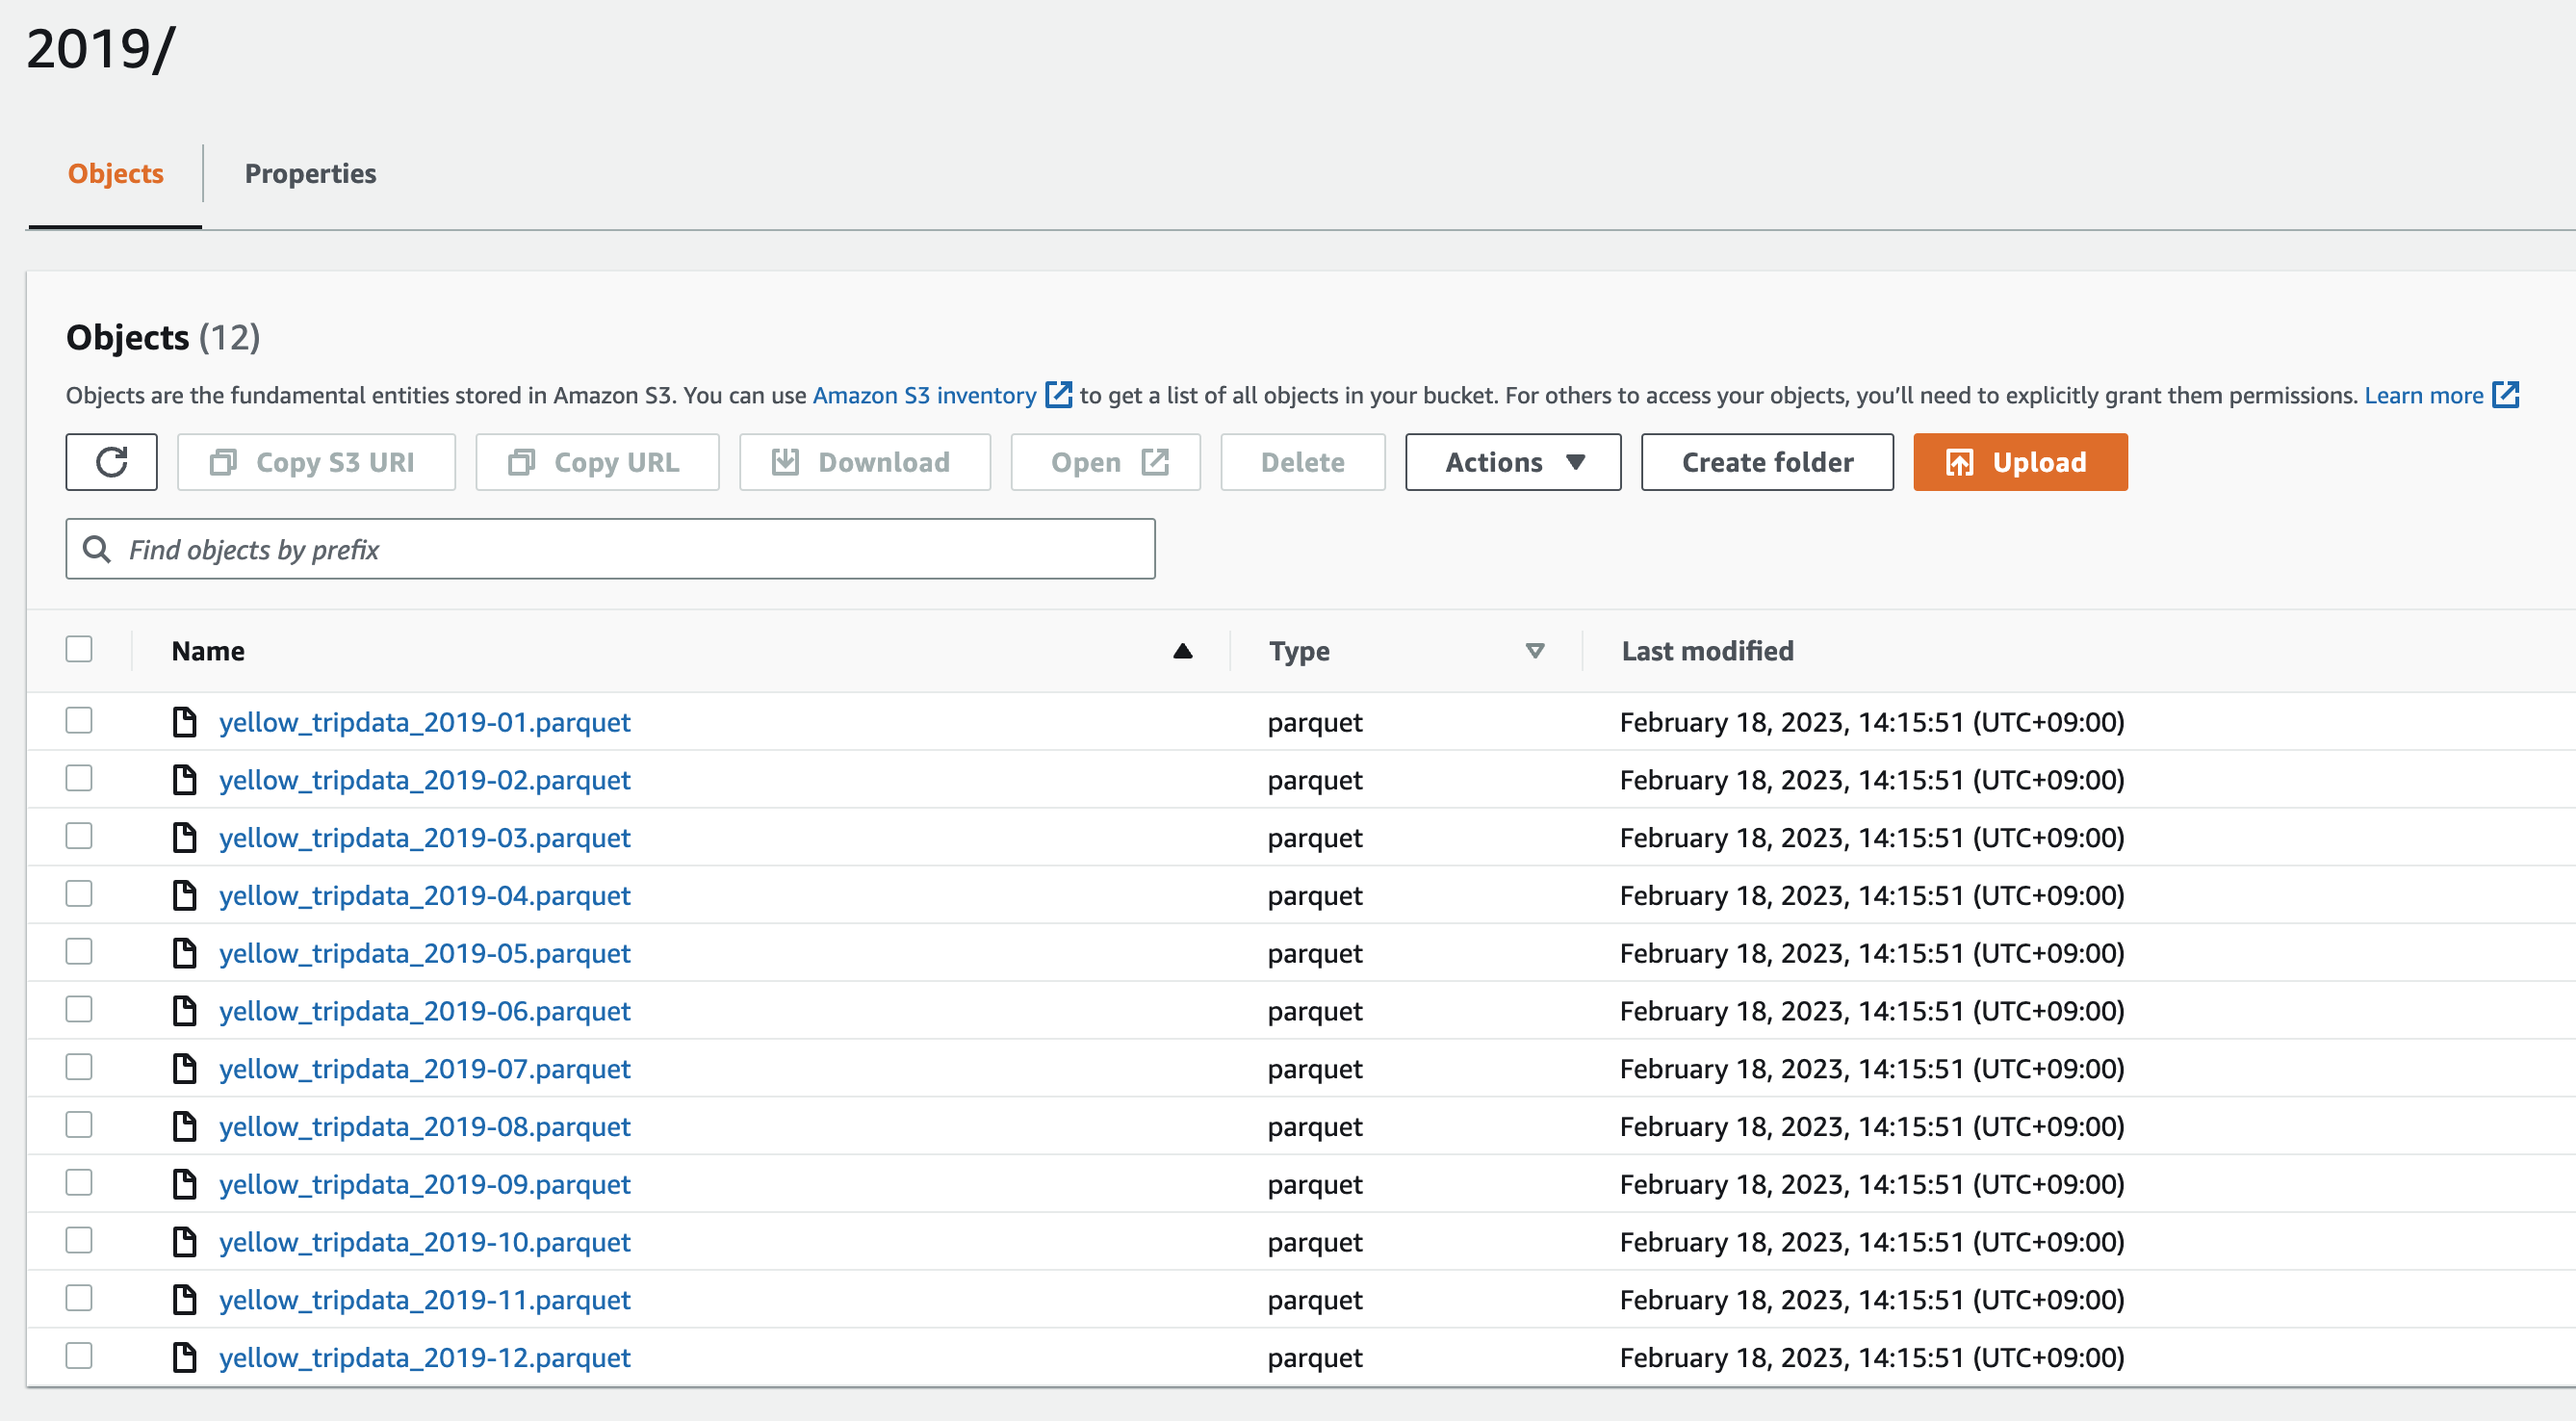 2019/
Objects Properties
Objects (12)
Objects are the fundamental entities stored in Amazon S3. You can use Amazon S3 inventory to get a list of all objects in your bucket. For others to access your objects, you’ll need to explicitly grant them permissions. Learn more
Copy S3 URI Copy URL Download Open Delete Actions Create folder Upload
Find objects by prefix
Name Type Last modified
yellow_tripdata_2019-01.parquet parquet February 18, 2023, 14:15:51 (UTC+09:00)
yellow_tripdata_2019-02.parquet parquet February 18, 2023, 14:15:51 (UTC+09:00)
yellow_tripdata_2019-03.parquet parquet February 18, 2023, 14:15:51 (UTC+09:00)
yellow_tripdata_2019-04.parquet parquet February 18, 2023, 14:15:51 (UTC+09:00)
yellow_tripdata_2019-05.parquet parquet February 18, 2023, 14:15:51 (UTC+09:00)
yellow_tripdata_2019-06.parquet parquet February 18, 2023, 14:15:51 (UTC+09:00)
yellow_tripdata_2019-07.parquet parquet February 18, 2023, 14:15:51 (UTC+09:00)
yellow_tripdata_2019-08.parquet parquet February 18, 2023, 14:15:51 (UTC+09:00)
yellow_tripdata_2019-09.parquet parquet February 18, 2023, 14:15:51 (UTC+09:00)
yellow_tripdata_2019-10.parquet parquet February 18, 2023, 14:15:51 (UTC+09:00)
yellow_tripdata_2019-11.parquet parquet February 18, 2023, 14:15:51 (UTC+09:00)
yellow_tripdata_2019-12.parquet parquet February 18, 2023, 14:15:51 (UTC+09:00)